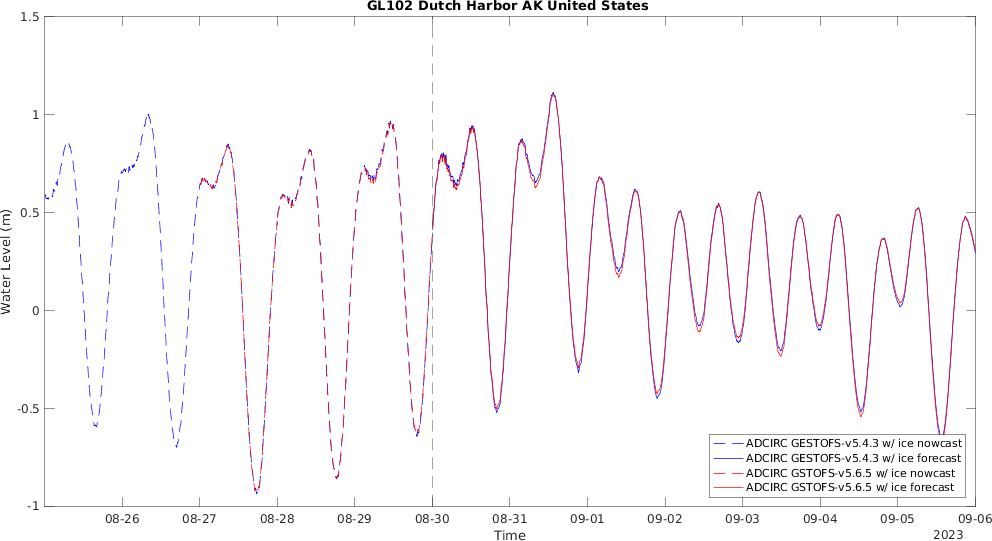 GL102 Dutch Harbor AK United States
1.5
1
0.5
0
-0.5
-1
Water Level (m)
08-26 08-27 08-28 08-29 08-30 08-31 09-01 09-02 09-03 09-04 09-05 09-06
Time
2023
ADCIRC GESTOFS-v5.4.3 w/ ice nowcast
ADCIRC GESTOFS-v5.4.3 w/ ice forecast
ADCIRC GSTOFS-v5.6.5 w/ ice nowcast
ADCIRC GSTOFS-v5.6.5 w/ ice forecast